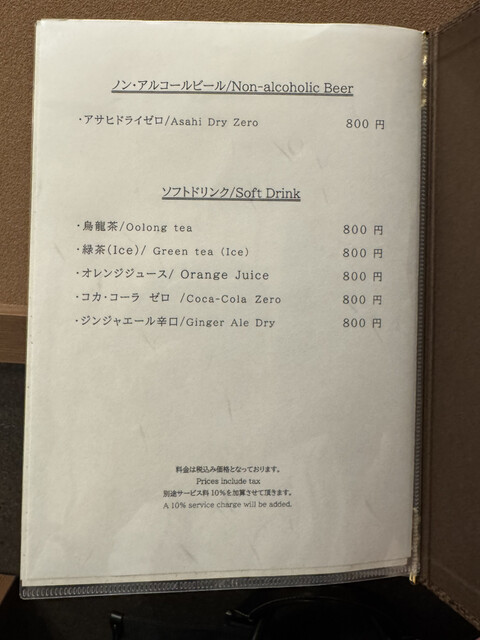 ノン・アルコールビール/Non-alcoholic Beer
・アサヒドライゼロ/Asahi Dry Zero 800 円
ソフトドリンク/Soft Drink
・烏龍茶/Oolong tea 800 円
・緑茶(Ice)/ Green tea (Ice) 800 円
・オレンジジュース/ Orange Juice 800 円
・コカ・コーラ ゼロ /Coca-Cola Zero 800 円
・ジンジャエール辛口/Ginger Ale Dry 800 円
料金は税込み価格となっております。
Prices include tax
別途サービス料 10%を加算させて頂きます。
A 10% service charge will be added.